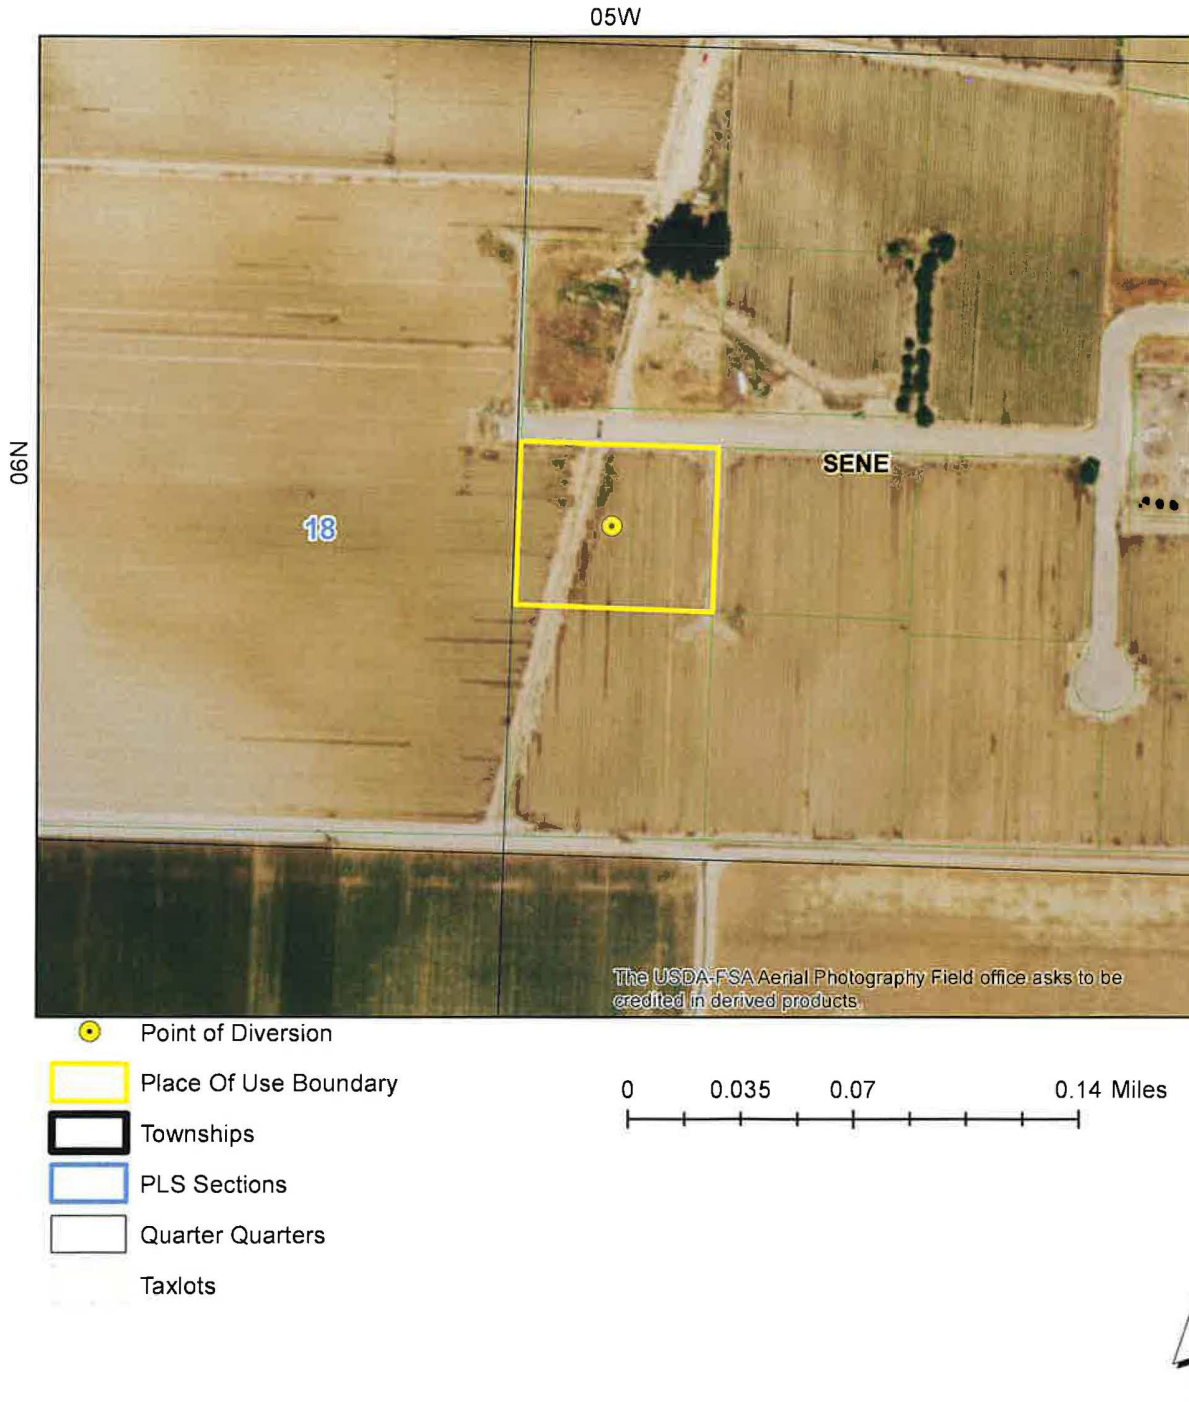 05W
06N
SENE
18
The USDA-FSA Aerial Photography Field office asks to be
credited in derived products.
Point of Diversion
Place Of Use Boundary
Townships
PLS Sections
Quarter Quarters
Taxlots
0 0.035 0.07 0.14 Miles